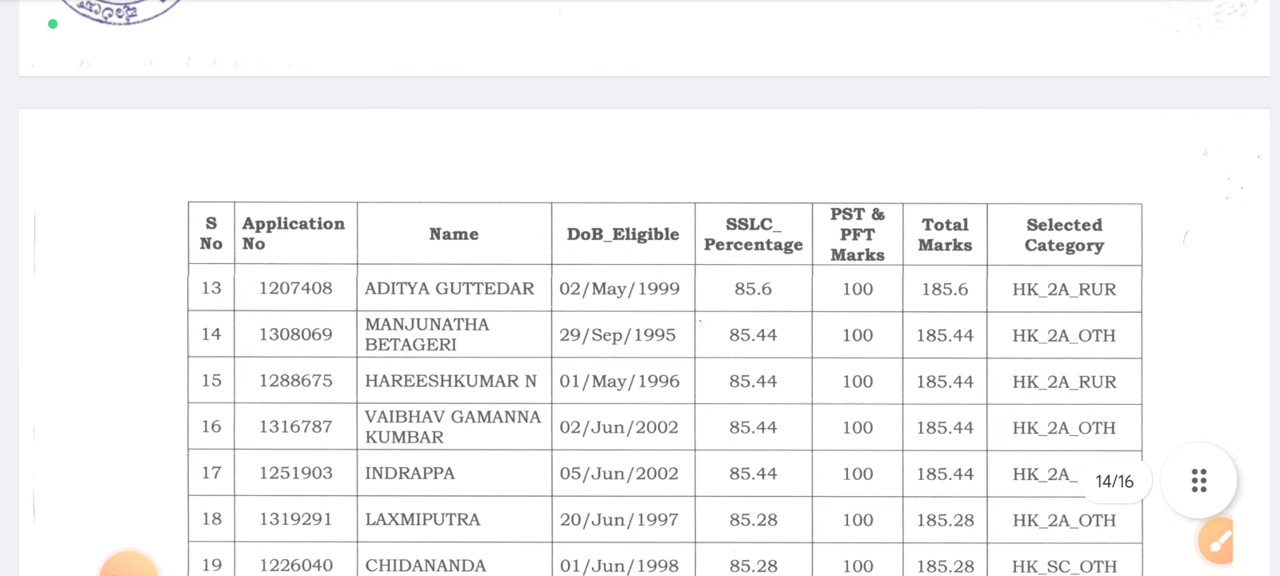 S No Application No Name DoB_Eligible SSLC_ Percentage PST & PFT Marks Total Marks Selected Category
13 1207408 ADITYA GUTTEDAR 02/May/1999 85.6 100 185.6 HK_2A_RUR
14 1308069 MANJUNATHA BETAGERI 29/Sep/1995 85.44 100 185.44 HK_2A_OTH
15 1288675 HAREESHKUMAR N 01/May/1996 85.44 100 185.44 HK_2A_RUR
16 1316787 VAIBHAV GAMANNA KUMBAR 02/Jun/2002 85.44 100 185.44 HK_2A_OTH
17 1251903 INDRAPPA 05/Jun/2002 85.44 100 185.44 HK_2A_
14/16
18 1319291 LAXMIPUTRA 20/Jun/1997 85.28 100 185.28 HK_2A_OTH
19 1226040 CHIDANANDA 01/Jun/1998 85.28 100 185.28 HK_SC_OTH